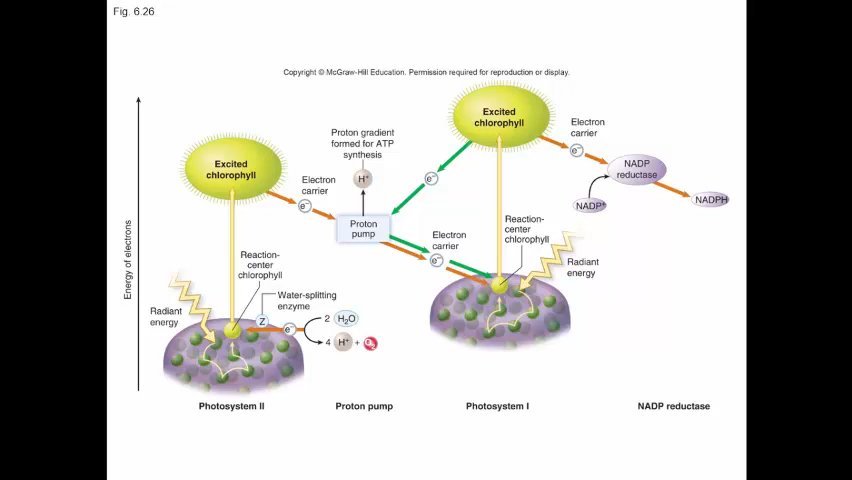 Fig. 6.26
Copyright © McGraw-Hill Education. Permission required for reproduction or display.
Energy of electrons
Excited
chlorophyll
Electron
carrier
e⁻
Proton gradient
formed for ATP
synthesis
H⁺
Proton
pump
Reaction-
center
chlorophyll
Radiant
energy
Water-splitting
enzyme
Z
e⁻
2 H₂O
4 H⁺ + O₂
Excited
chlorophyll
e⁻
Electron
carrier
e⁻
Electron
carrier
e⁻
NADP
reductase
NADP⁺
NADPH
Reaction-
center
chlorophyll
Radiant
energy
Photosystem II
Proton pump
Photosystem I
NADP reductase